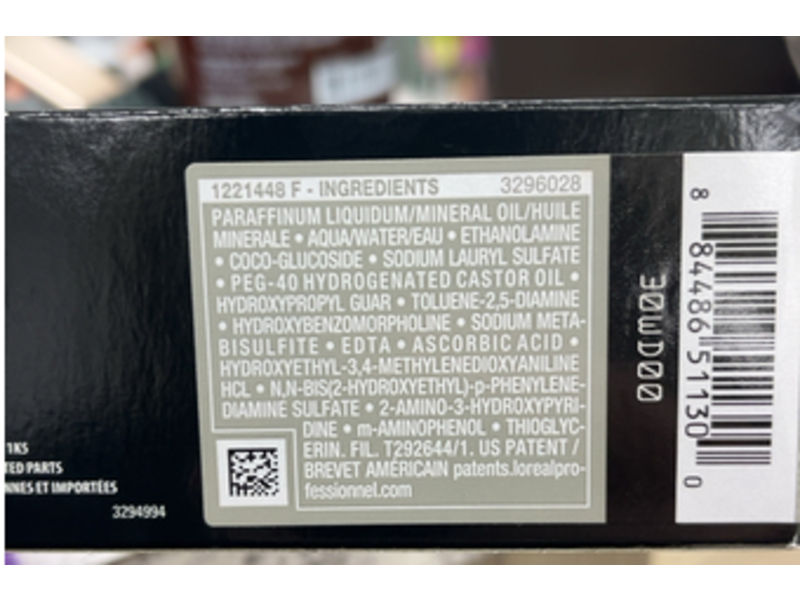 1221448 F - INGREDIENTS 3296028
PARAFFINUM LIQUIDUM/MINERAL OIL/HUILE
MINERALE • AQUA/WATER/EAU • ETHANOLAMINE
• COCO-GLUCOSIDE • SODIUM LAURYL SULFATE
• PEG-40 HYDROGENATED CASTOR OIL •
HYDROXYPROPYL GUAR • TOLUENE-2,5-DIAMINE
• HYDROXYBENZOMORPHOLINE • SODIUM META-
BISULFITE • EDTA • ASCORBIC ACID •
HYDROXYETHYL-3,4-METHYLENEDIOXYANILINE
HCL • N,N-BIS(2-HYDROXYETHYL)-p-PHENYLENE-
DIAMINE SULFATE • 2-AMINO-3-HYDROXYPYRI-
DINE • m-AMINOPHENOL • THIOGLYC-
ERIN. FIL. T292644/1. US PATENT /
BREVET AMÉRICAIN patents.lorealpro-
fessionnel.com
1KS
TED PARTS
NNES ET IMPORTÉES
3294994
30WD00
8 84486 51130 0